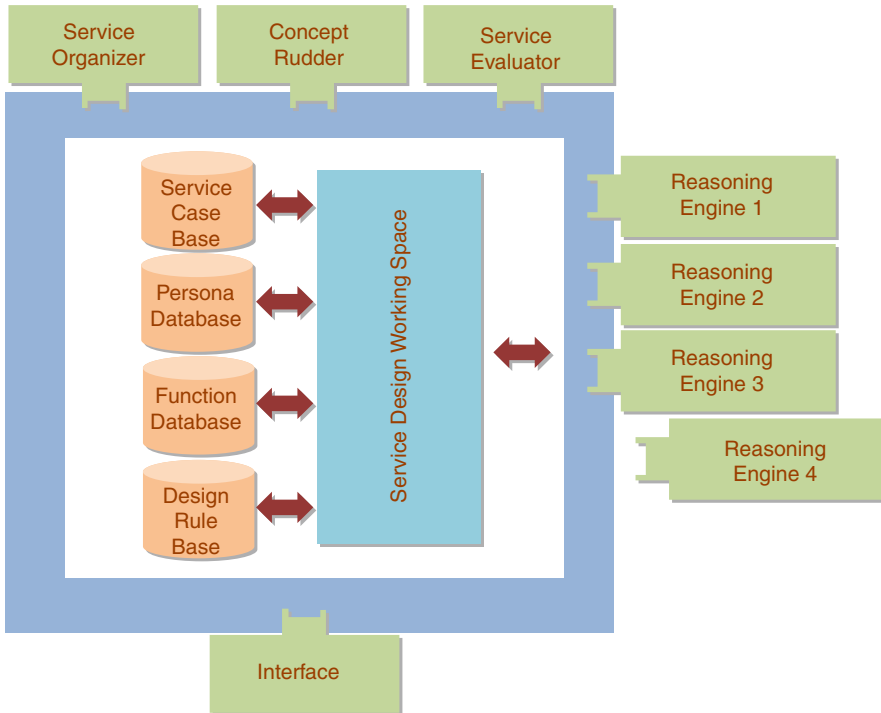 Service
Organizer
Concept
Rudder
Service
Evaluator
Service
Case
Base
Persona
Database
Function
Database
Design
Rule
Base
Service Design Working Space
Reasoning
Engine 1
Reasoning
Engine 2
Reasoning
Engine 3
Reasoning
Engine 4
Interface